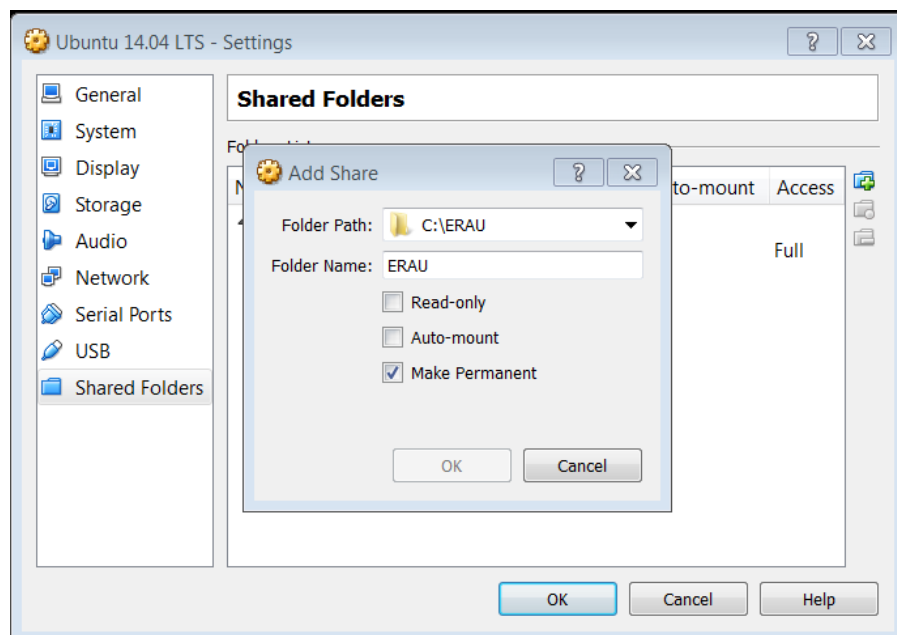 Ubuntu 14.04 LTS - Settings
General
System
Display
Storage
Audio
Network
Serial Ports
USB
Shared Folders
Shared Folders
Access
Full
Add Share
Folder Path: C:\ERAU
Folder Name: ERAU
Read-only
Auto-mount
Make Permanent
OK Cancel
OK Cancel Help